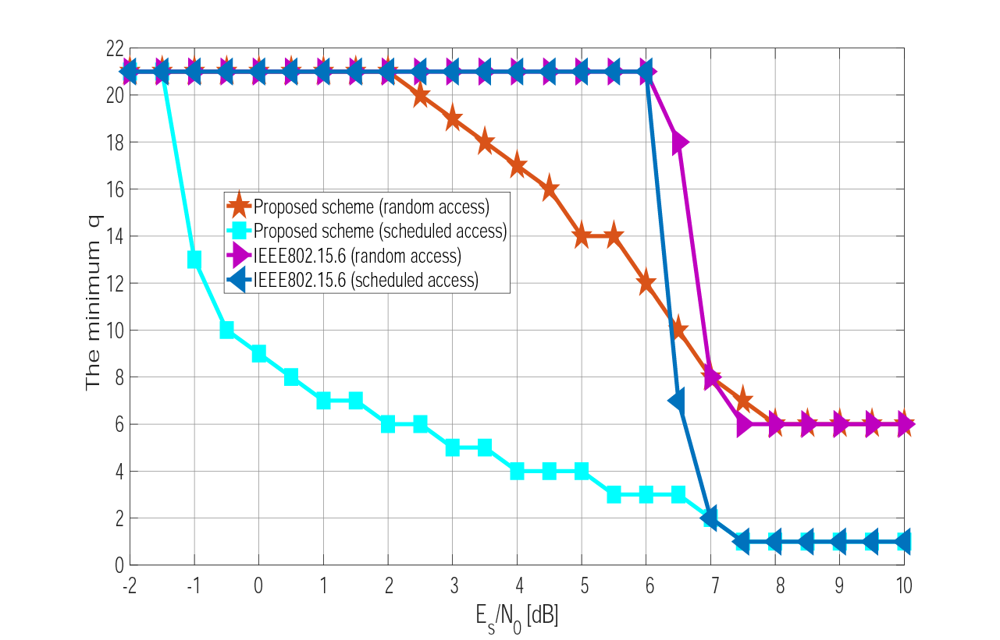 22
20
18
16
14
12
10
8
6
4
2
0
The minimum q
Proposed scheme (random access)
Proposed scheme (scheduled access)
IEEE802.15.6 (random access)
IEEE802.15.6 (scheduled access)
-2 -1 0 1 2 3 4 5 6 7 8 9 10
Es/N0 [dB]